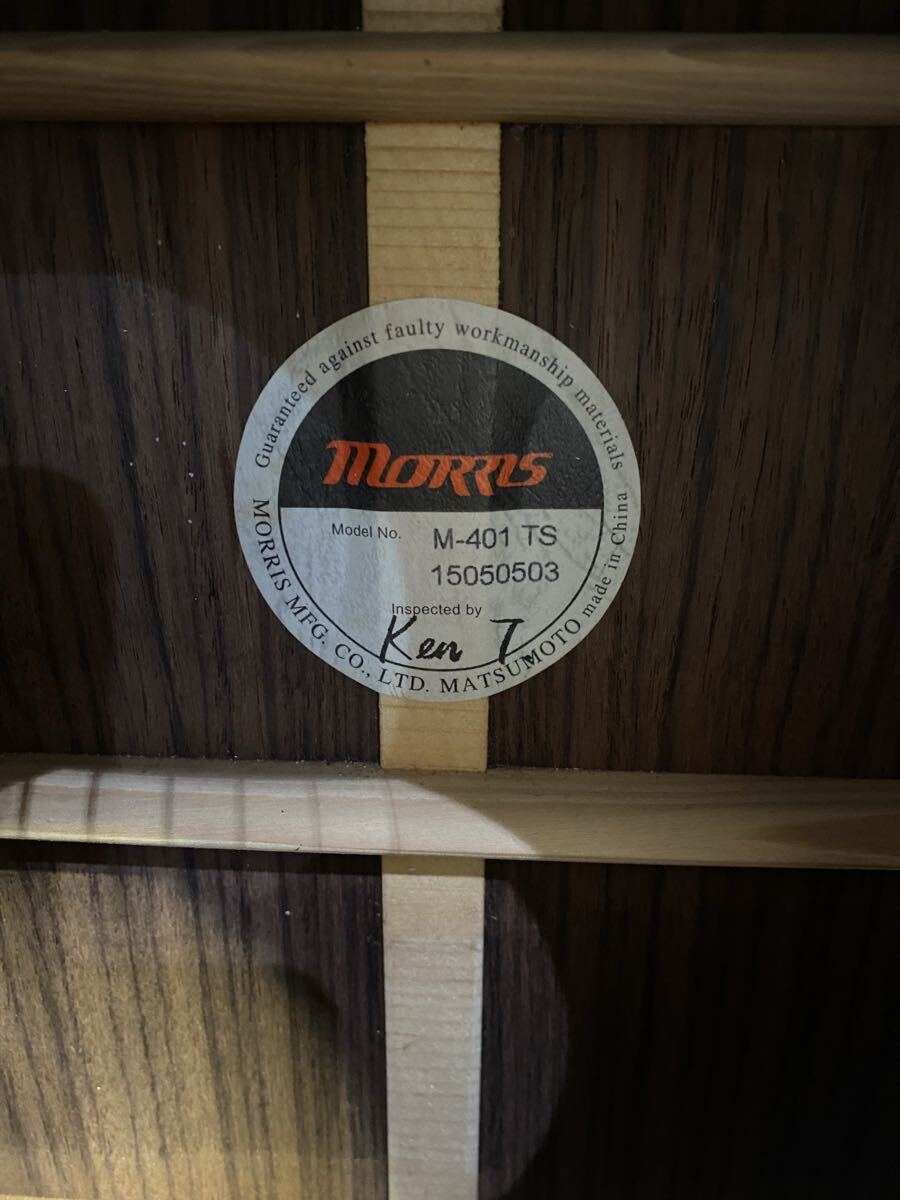 Guaranteed against faulty workmanship materials
MORRIS
Model No. M-401 TS
15050503
Inspected by
Ken T.
MORRIS MFG. CO., LTD. MATSUMOTO made in China